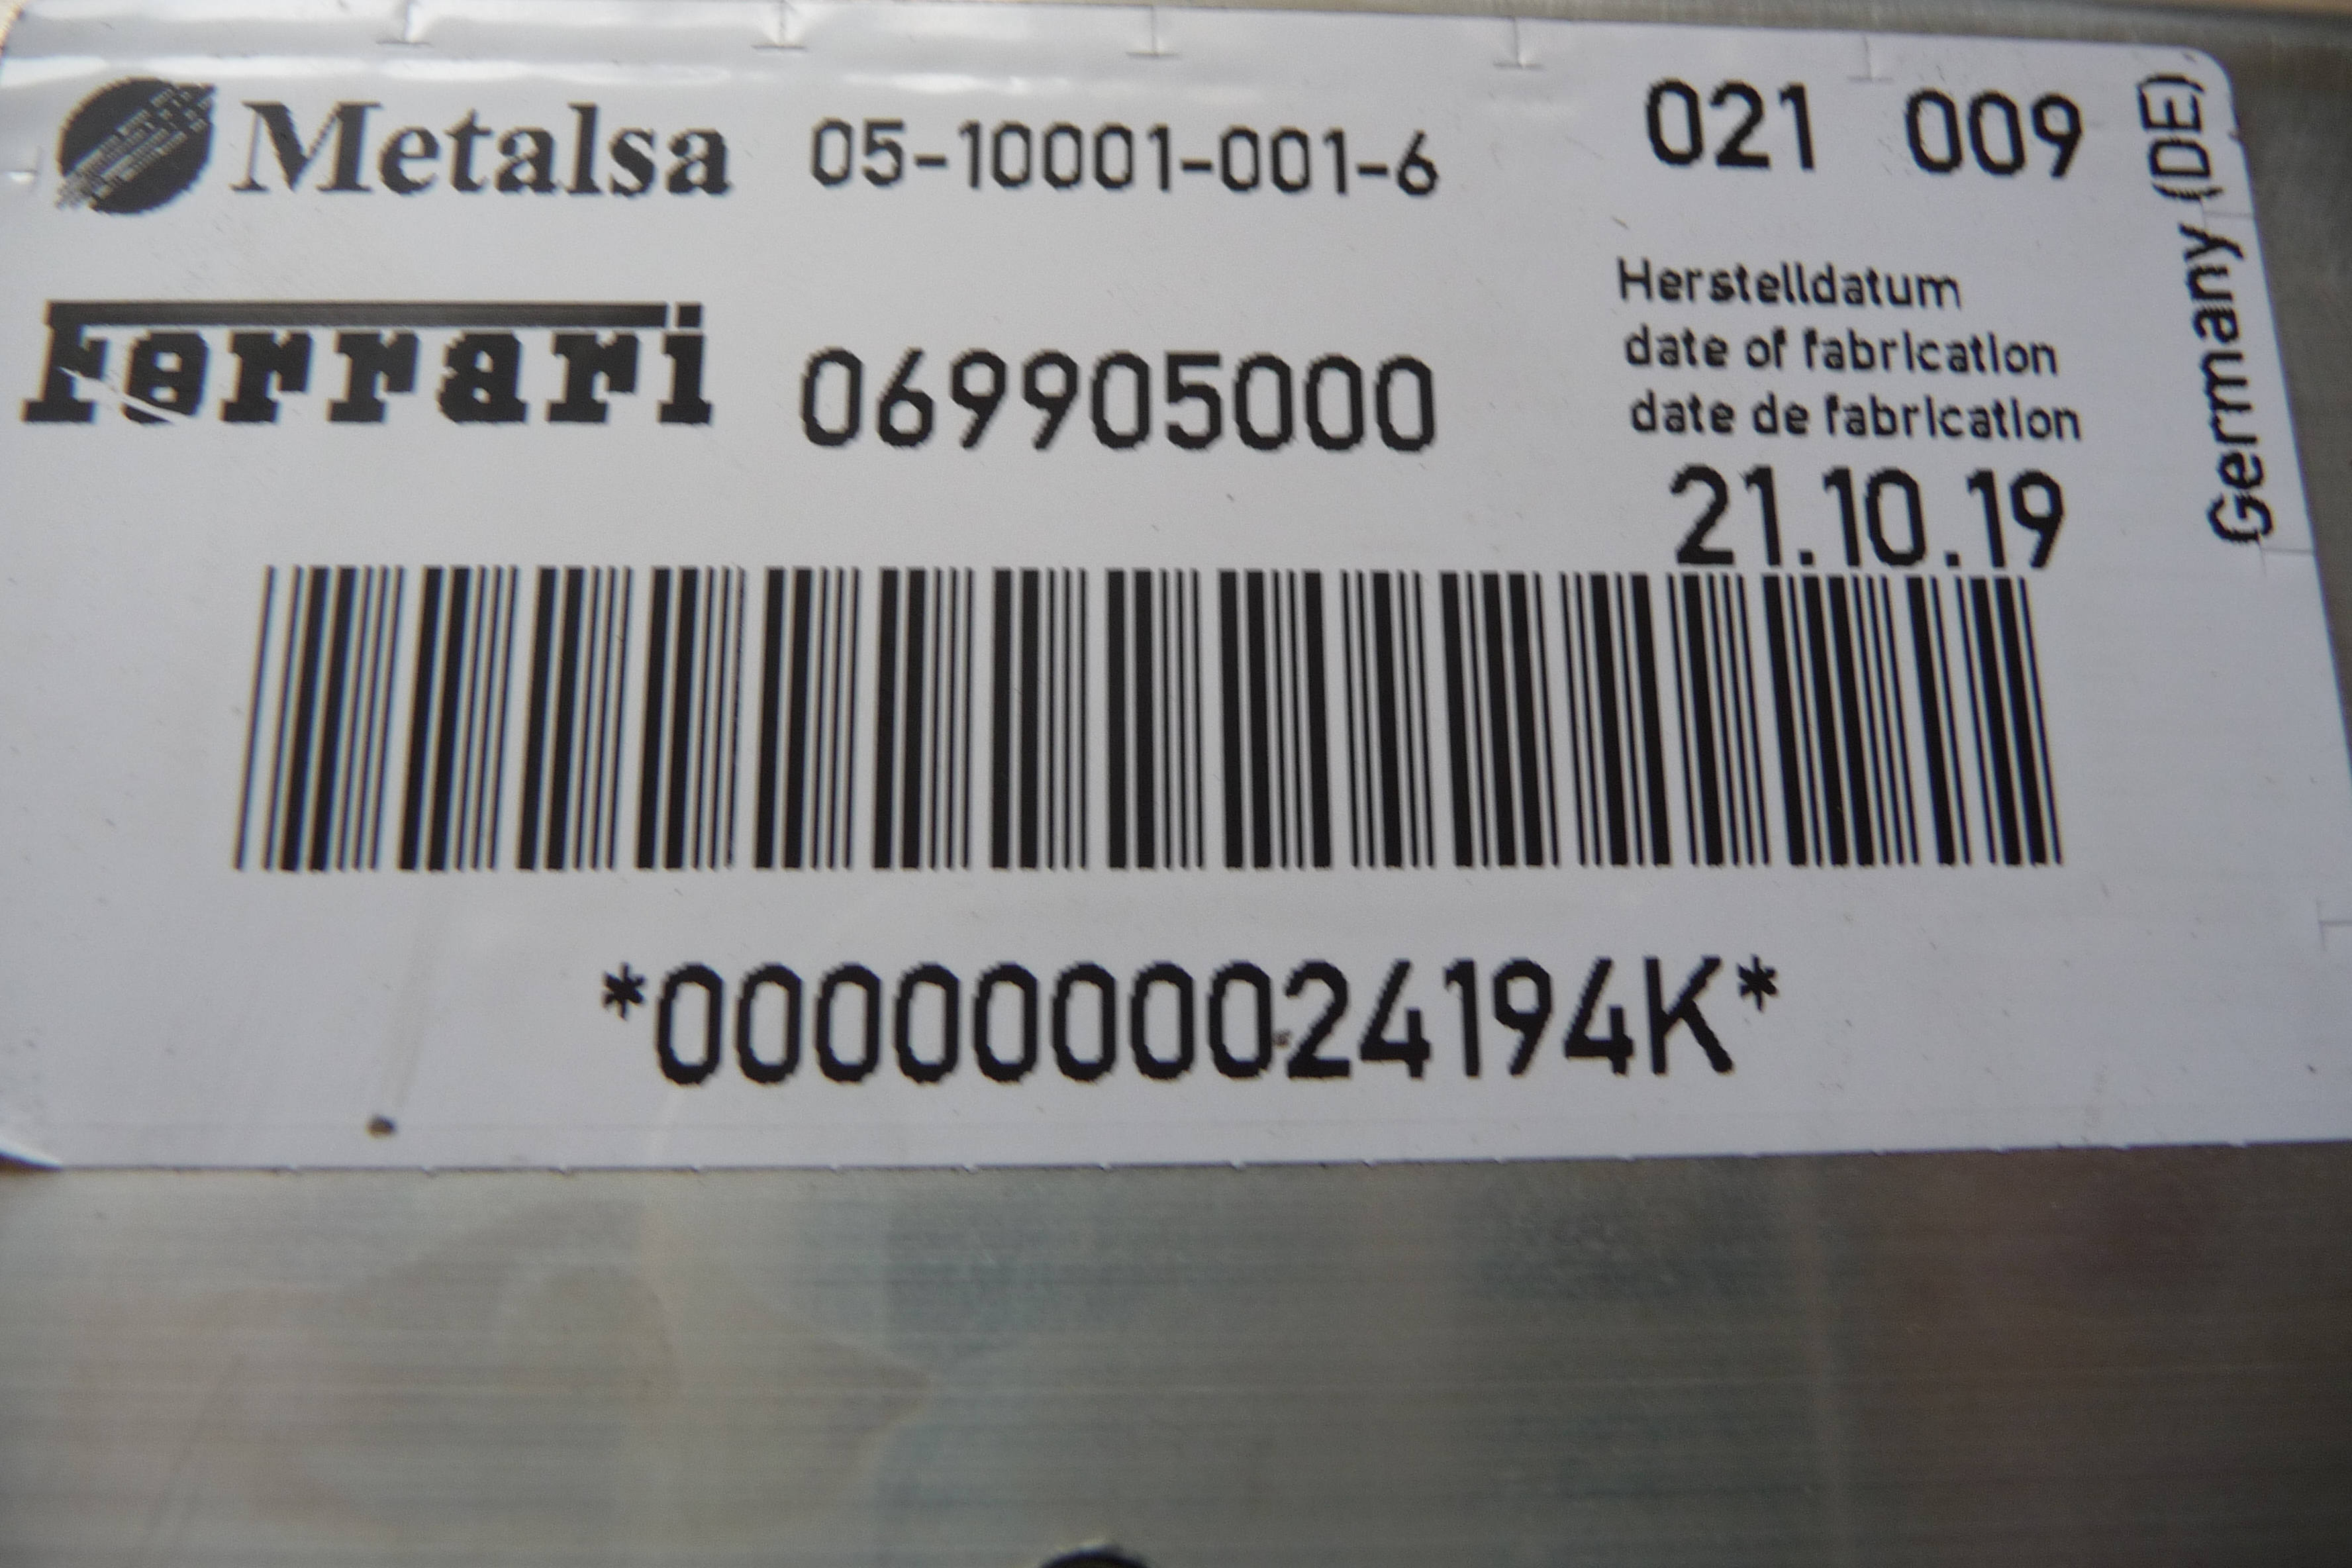 Metalsa 05-10001-001-6 021 009
Ferrari 069905000
Herstelldatum
date of fabrication
date de fabrication
21.10.19
Germany (DE)
*0000000024194K*